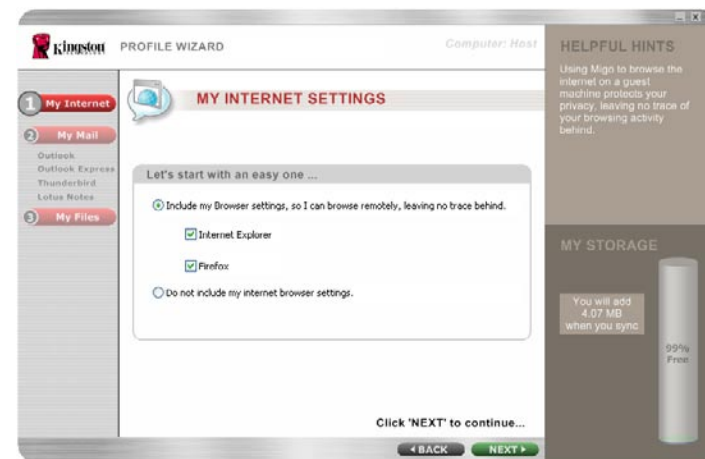 Kingston
TECHNOLOGY
PROFILE WIZARD
Computer: Host
1 My Internet
2 My Mail
Outlook
Outlook Express
Thunderbird
Lotus Notes
3 My Files
MY INTERNET SETTINGS
Let's start with an easy one ...
Include my Browser settings, so I can browse remotely, leaving no trace behind.
Internet Explorer
Firefox
Do not include my internet browser settings.
Click 'NEXT' to continue...
BACK
NEXT
HELPFUL HINTS
Using Migo to browse the
internet on a guest
machine protects your
privacy, leaving no trace of
your browsing activity
behind.
MY STORAGE
You will add
4.07 MB
when you sync
99%
Free